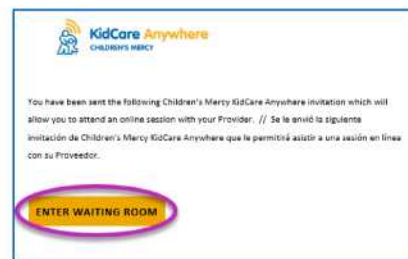 KidCare Anywhere
CHILDREN'S MERCY
You have been sent the following Children's Mercy KidCare Anywhere invitation which will
allow you to attend an online session with your Provider. // Se le envió la siguiente
invitación de Children's Mercy KidCare Anywhere que le permitirá asistir a una sesión en línea
con su Proveedor.
ENTER WAITING ROOM